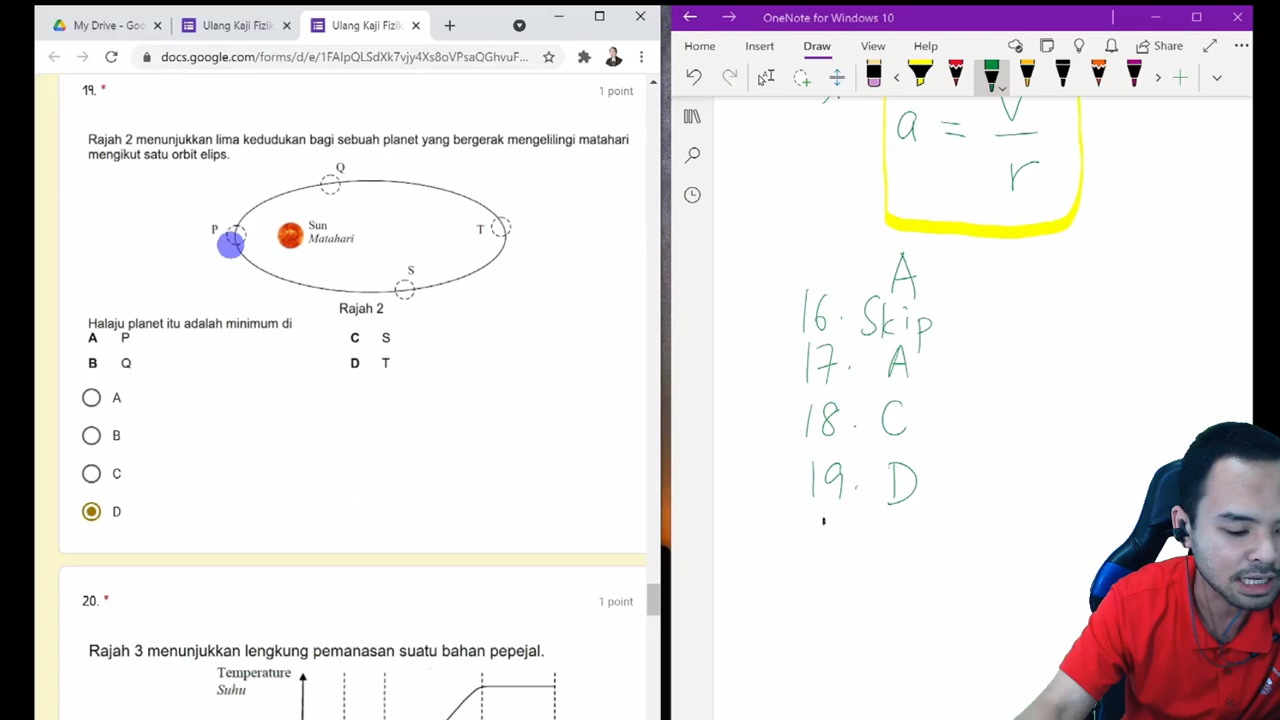 My Drive - Goo
Ulang Kaji Fizik
Ulang Kaji Fizik
docs.google.com/forms/d/e/1FAIpQLSdXk7vjy4Xs8oVPsaQGhvuF...
19. *
1 point
Rajah 2 menunjukkan lima kedudukan bagi sebuah planet yang bergerak mengelilingi matahari
mengikut satu orbit elips.
Q
P
Sun
Matahari
T
S
Rajah 2
Halaju planet itu adalah minimum di
A P
C S
B Q
D T
A
B
C
D
20. *
1 point
Rajah 3 menunjukkan lengkung pemanasan suatu bahan pepejal.
Temperature
Suhu
OneNote for Windows 10
Home Insert Draw View Help
Share
a = v
r
A
16. Skip
17. A
18. C
19. D